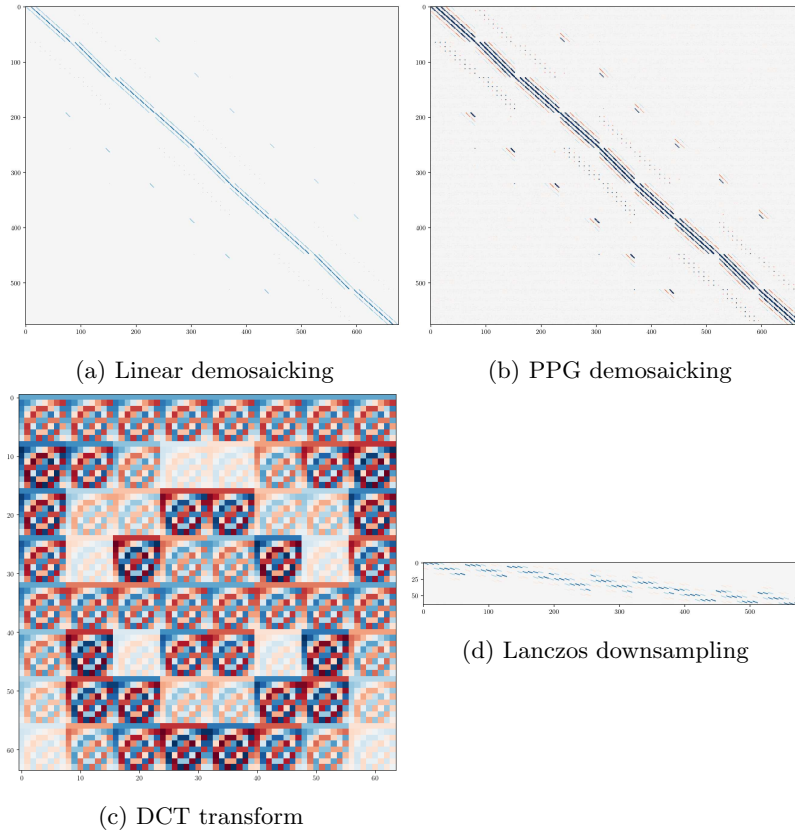 0
100
200
300
400
500
0 100 200 300 400 500 600
(a) Linear demosaicking
0
100
200
300
400
500
0 100 200 300 400 500 600
(b) PPG demosaicking
0
10
20
30
40
50
60
0 10 20 30 40 50 60
(c) DCT transform
0
25
50
0 100 200 300 400 500
(d) Lanczos downsampling